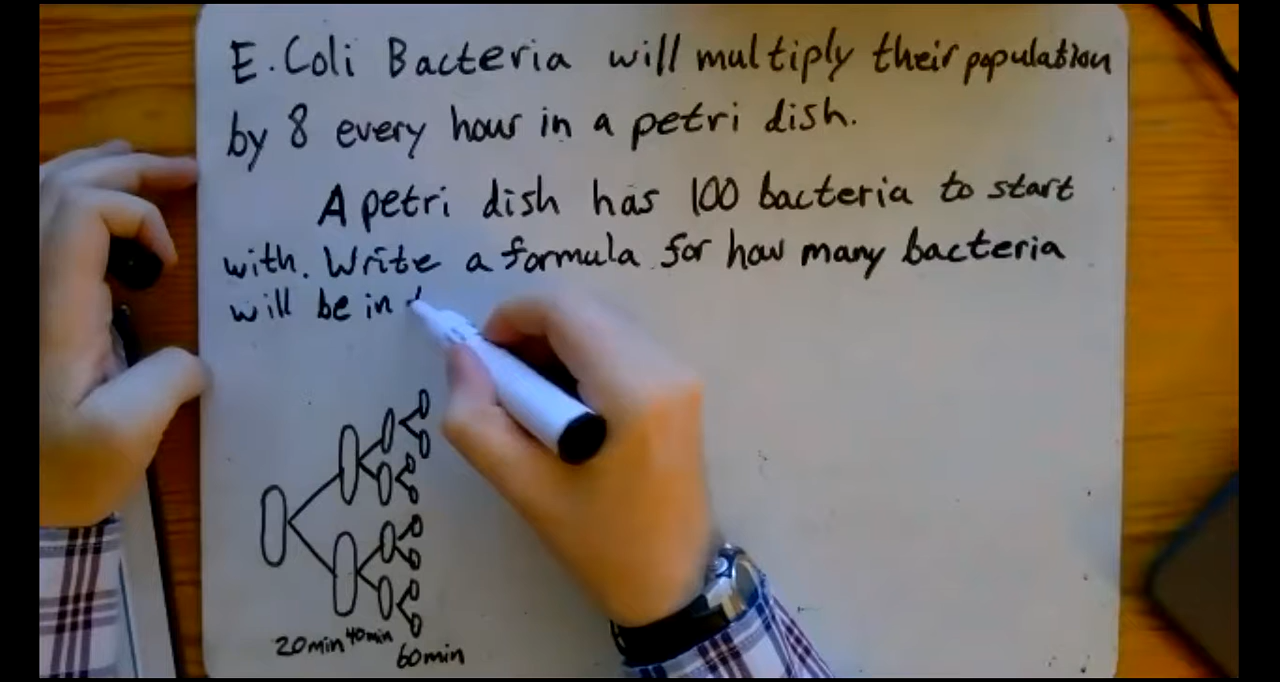 E. Coli Bacteria will multiply their population
by 8 every hour in a petri dish.
A petri dish has 100 bacteria to start
with. Write a formula for how many bacteria
will be in
20min 40min
60min